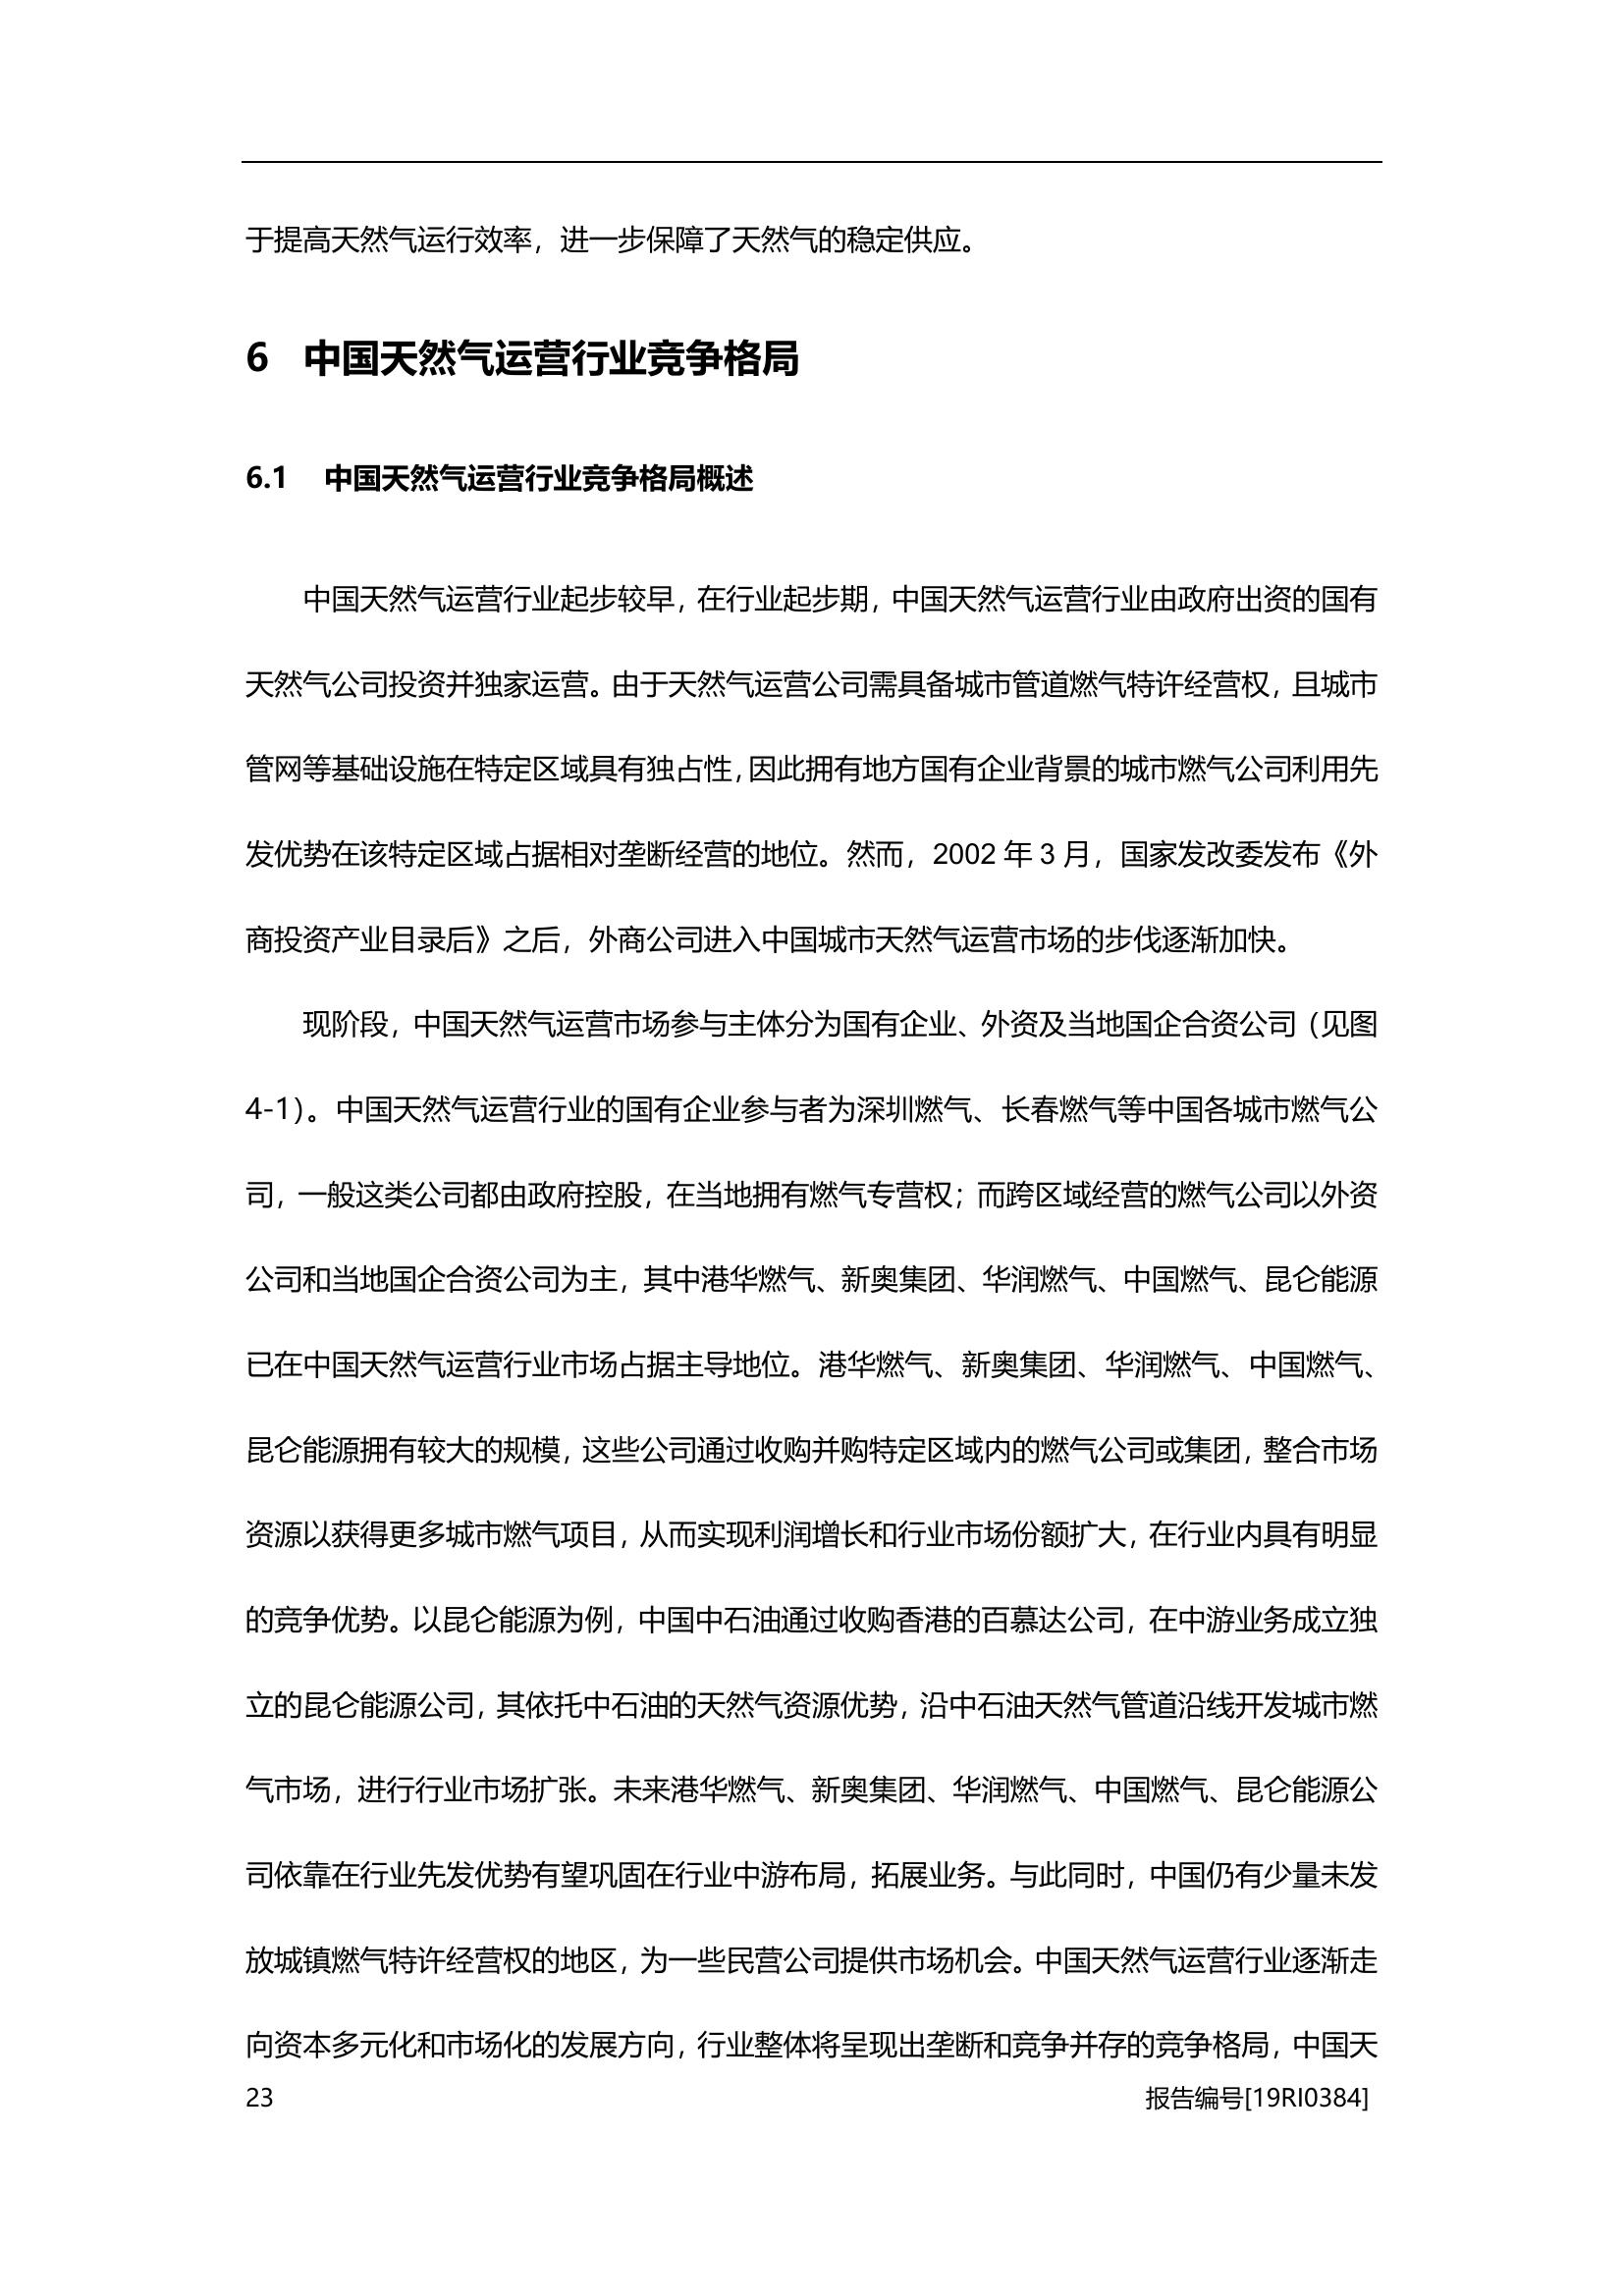 于提高天然气运行效率，进一步保障了天然气的稳定供应。
6 中国天然气运营行业竞争格局
6.1 中国天然气运营行业竞争格局概述
中国天然气运营行业起步较早，在行业起步期，中国天然气运营行业由政府出资的国有
天然气公司投资并独家运营。由于天然气运营公司需具备城市管道燃气特许经营权，且城市
管网等基础设施在特定区域具有独占性，因此拥有地方国有企业背景的城市燃气公司利用先
发优势在该特定区域占据相对垄断经营的地位。然而，2002 年 3 月，国家发改委发布《外
商投资产业目录后》之后，外商公司进入中国城市天然气运营市场的步伐逐渐加快。
现阶段，中国天然气运营市场参与主体分为国有企业、外资及当地国企合资公司（见图
4-1）。中国天然气运营行业的国有企业参与者为深圳燃气、长春燃气等中国各城市燃气公
司，一般这类公司都由政府控股，在当地拥有燃气专营权；而跨区域经营的燃气公司以外资
公司和当地国企合资公司为主，其中港华燃气、新奥集团、华润燃气、中国燃气、昆仑能源
已在中国天然气运营行业市场占据主导地位。港华燃气、新奥集团、华润燃气、中国燃气、
昆仑能源拥有较大的规模，这些公司通过收购并购特定区域内的燃气公司或集团，整合市场
资源以获得更多城市燃气项目，从而实现利润增长和行业市场份额扩大，在行业内具有明显
的竞争优势。以昆仑能源为例，中国中石油通过收购香港的百慕达公司，在中游业务成立独
立的昆仑能源公司，其依托中石油的天然气资源优势，沿中石油天然气管道沿线开发城市燃
气市场，进行行业市场扩张。未来港华燃气、新奥集团、华润燃气、中国燃气、昆仑能源公
司依靠在行业先发优势有望巩固在行业中游布局，拓展业务。与此同时，中国仍有少量未发
放城镇燃气特许经营权的地区，为一些民营公司提供市场机会。中国天然气运营行业逐渐走
向资本多元化和市场化的发展方向，行业整体将呈现出垄断和竞争并存的竞争格局，中国天
23 报告编号[19RI0384]